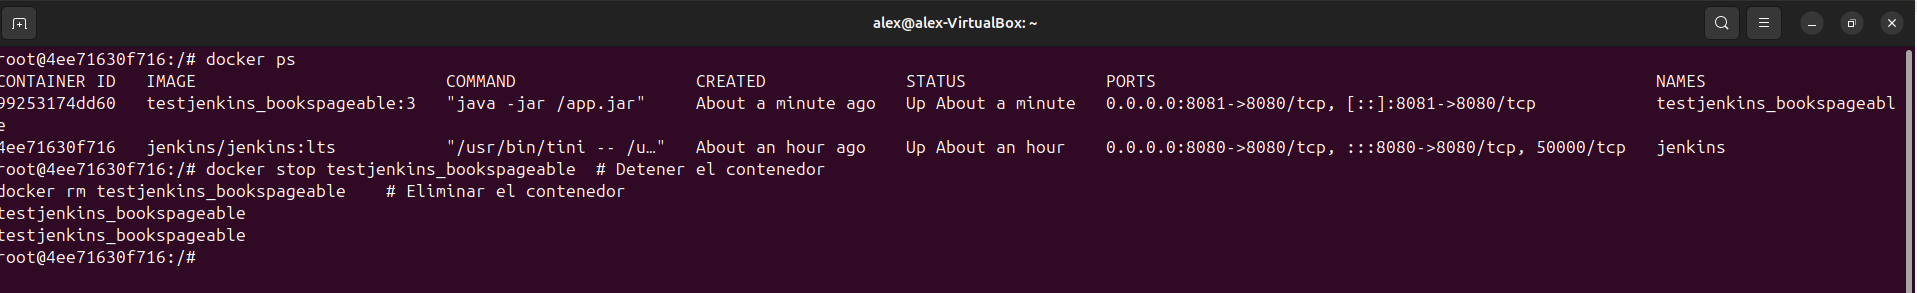 alex@alex-VirtualBox: ~
root@4ee71630f716:/# docker ps
CONTAINER ID   IMAGE                           COMMAND                  CREATED              STATUS              PORTS                                                  NAMES
99253174dd60   testjenkins_bookspageable:3   "java -jar /app.jar"     About a minute ago   Up About a minute   0.0.0.0:8081->8080/tcp, [::]:8081->8080/tcp            testjenkins_bookspageabl
e
4ee71630f716   jenkins/jenkins:lts           "/usr/bin/tini -- /u…"   About an hour ago    Up About an hour    0.0.0.0:8080->8080/tcp, :::8080->8080/tcp, 50000/tcp   jenkins
root@4ee71630f716:/# docker stop testjenkins_bookspageable  # Detener el contenedor
docker rm testjenkins_bookspageable    # Eliminar el contenedor
testjenkins_bookspageable
testjenkins_bookspageable
root@4ee71630f716:/#